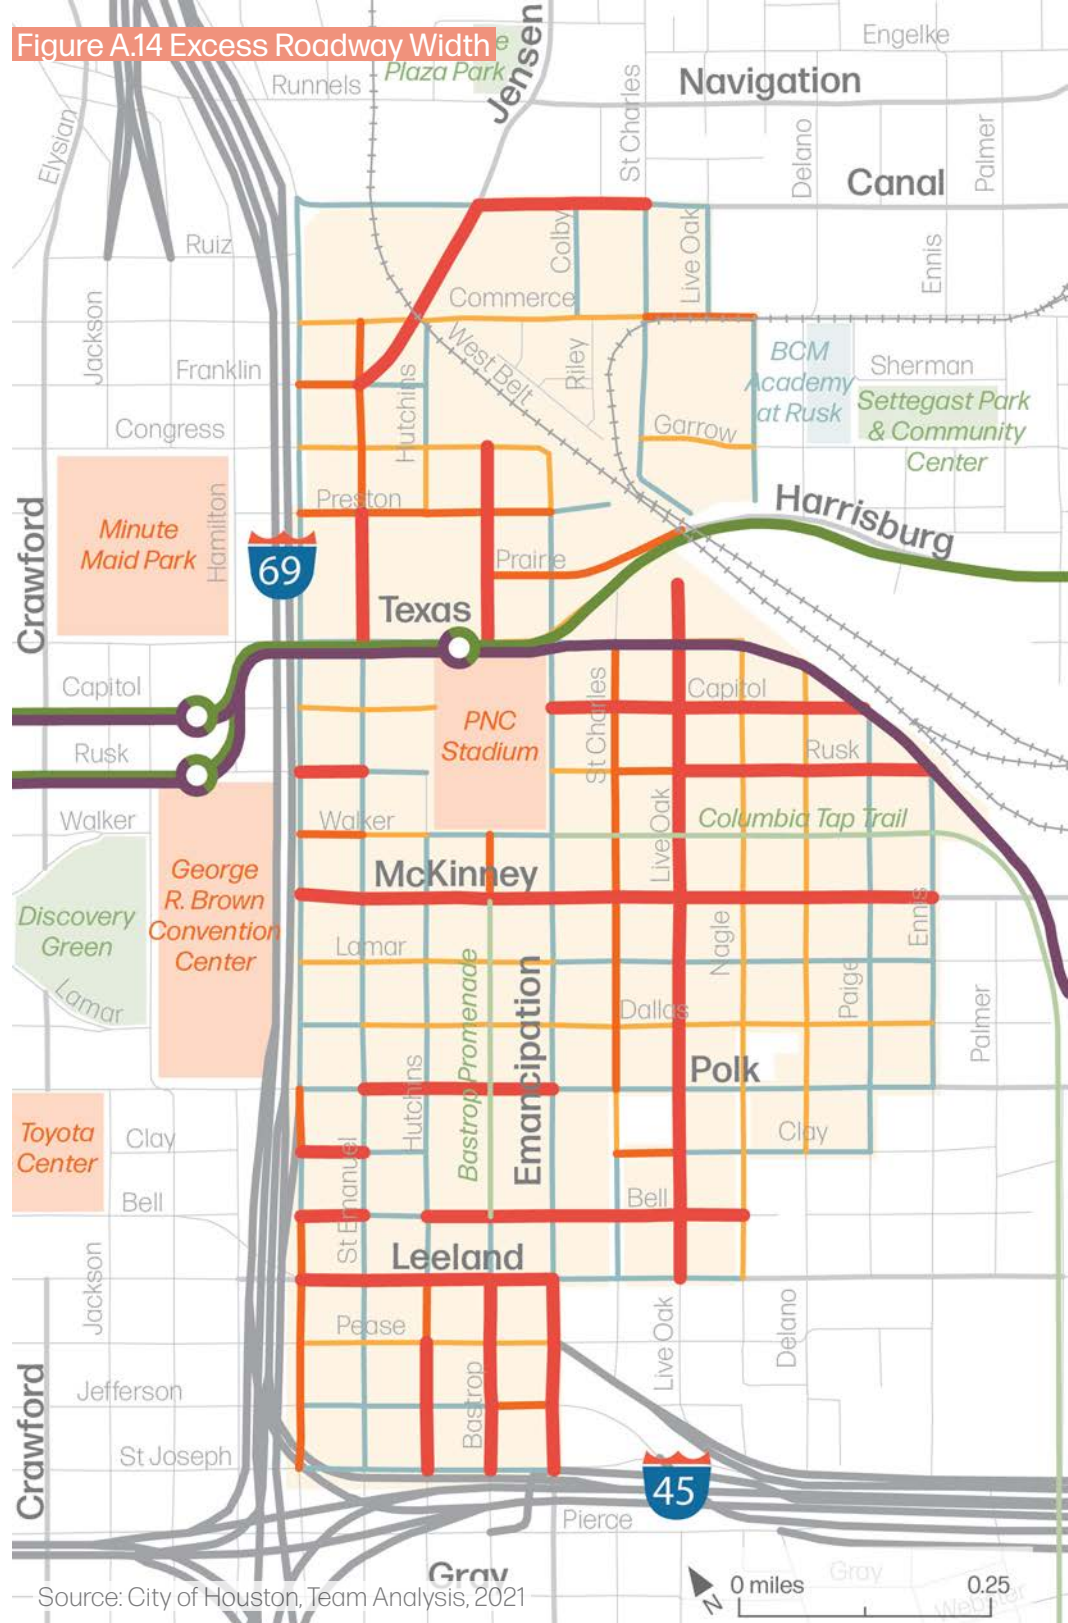 Figure A.14 Excess Roadway Width
e
Plaza Park
Runnels
Jensen
Engelke
Navigation
St Charles
Delano
Palmer
Elysian
Canal
Ruiz
Colby
Live Oak
Ennis
Commerce
Jackson
West Belt
Riley
BCM
Academy
at Rusk
Sherman
Franklin
Hutchins
Settegast Park
& Community
Center
Congress
Garrow
Crawford
Hamilton
Preston
Harrisburg
Minute
Maid Park
69
Prairie
Texas
Capitol
St Charles
Capitol
PNC
Stadium
Rusk
Rusk
Walker
Walker
Live Oak
Columbia Tap Trail
George
R. Brown
Convention
Center
McKinney
Discovery
Green
Ennis
Nagle
Lamar
Lamar
Bastrop Promenade
Emancipation
Paige
Dallas
Palmer
Polk
Hutchins
Toyota
Center
Clay
Clay
St Emanuel
Bell
Bell
Leeland
Jackson
Pease
Live Oak
Delano
Crawford
Jefferson
Bastrop
St Joseph
45
Pierce
Gray
Gray
Webster
Source: City of Houston, Team Analysis, 2021
N
0 miles
0.25